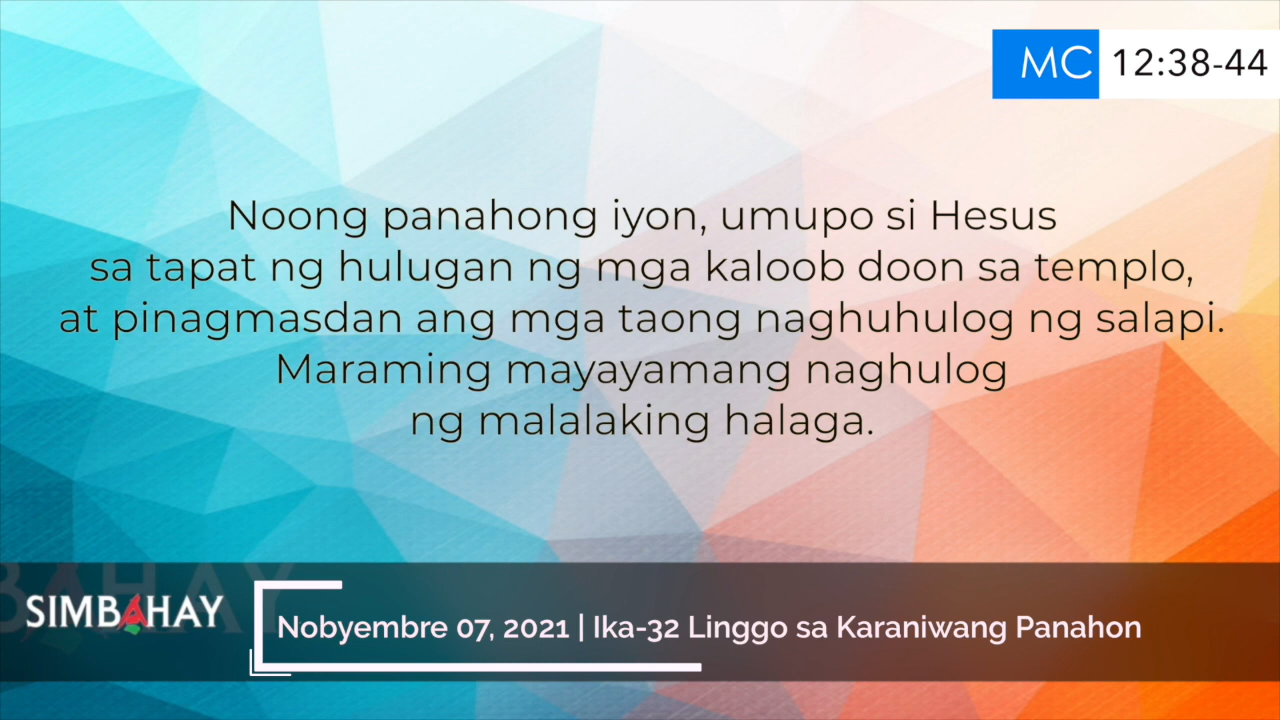 MC 12:38-44
Noong panahong iyon, umupo si Hesus
sa tapat ng hulugan ng mga kaloob doon sa templo,
at pinagmasdan ang mga taong naghuhulog ng salapi.
Maraming mayayamang naghulog
ng malalaking halaga.
SIMBAHAY
Nobyembre 07, 2021 | Ika-32 Linggo sa Karaniwang Panahon